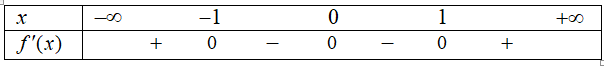 x −∞ −1 0 1 +∞
f′(x) + 0 − 0 − 0 +